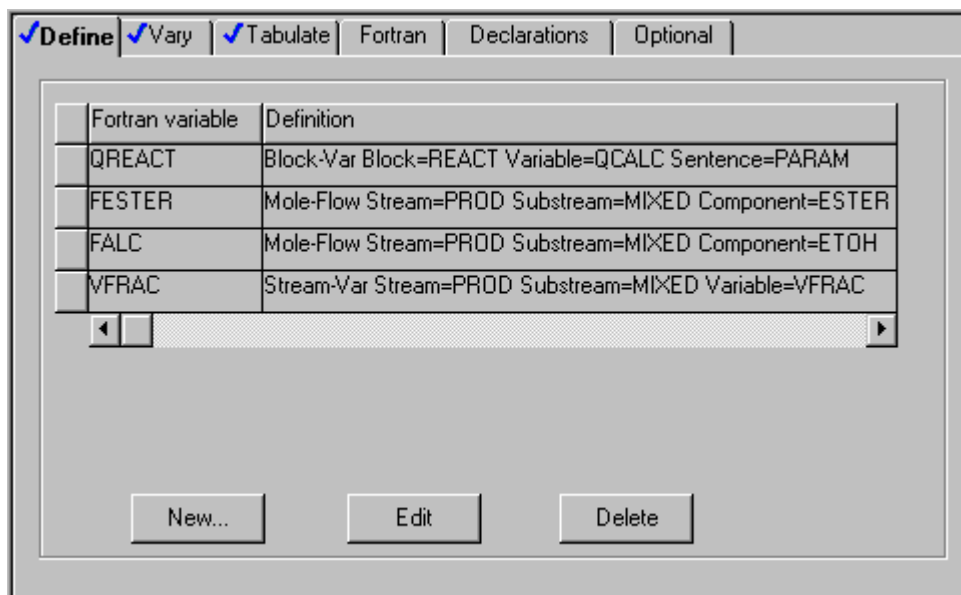 Define Vary Tabulate Fortran Declarations Optional
Fortran variable Definition
QREACT Block-Var Block=REACT Variable=QCALC Sentence=PARAM
FESTER Mole-Flow Stream=PROD Substream=MIXED Component=ESTER
FALC Mole-Flow Stream=PROD Substream=MIXED Component=ETOH
VFRAC Stream-Var Stream=PROD Substream=MIXED Variable=VFRAC
New... Edit Delete